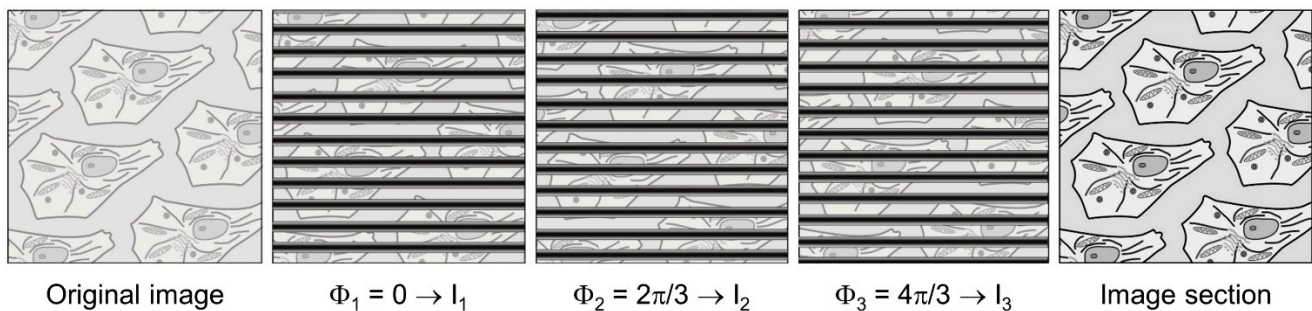 Original image
Φ₁ = 0 → I₁
Φ₂ = 2π/3 → I₂
Φ₃ = 4π/3 → I₃
Image section